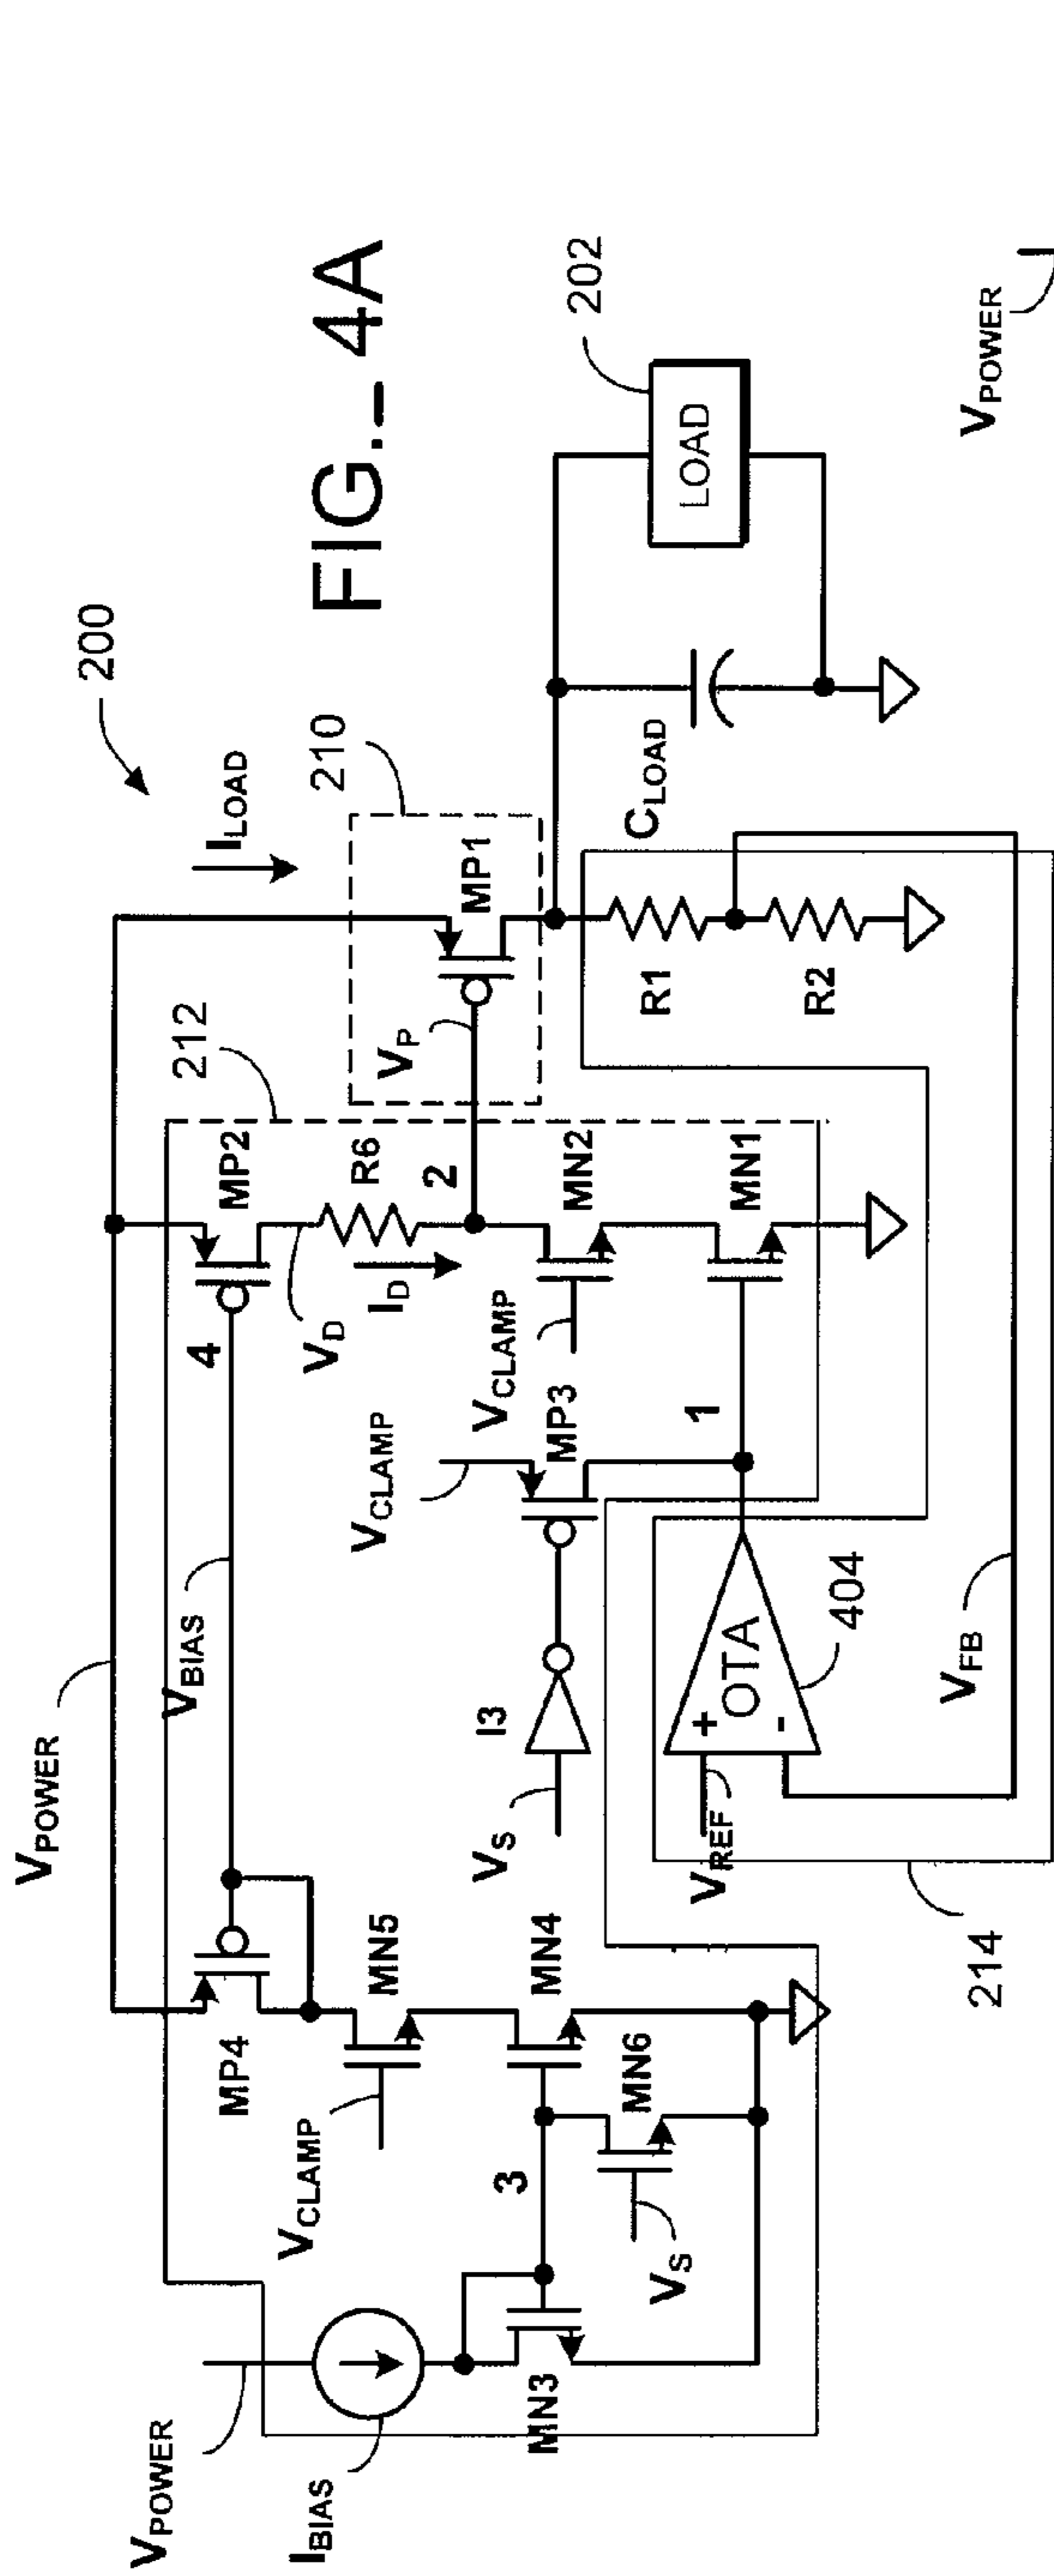 FIG._ 4A
200
VPOWER
ILOAD
212
210
VBIAS
4
MP2
VD
R6
ID
2
VP
MP1
202
LOAD
CLOAD
VPOWER
VPOWER
IBIAS
MP4
VCLAMP
MN5
MN3
3
MN4
MN6
VS
VS
I3
VCLAMP
MP3
VCLAMP
MN2
1
MN1
R1
R2
VREF
+
-
OTA
404
VFB
214